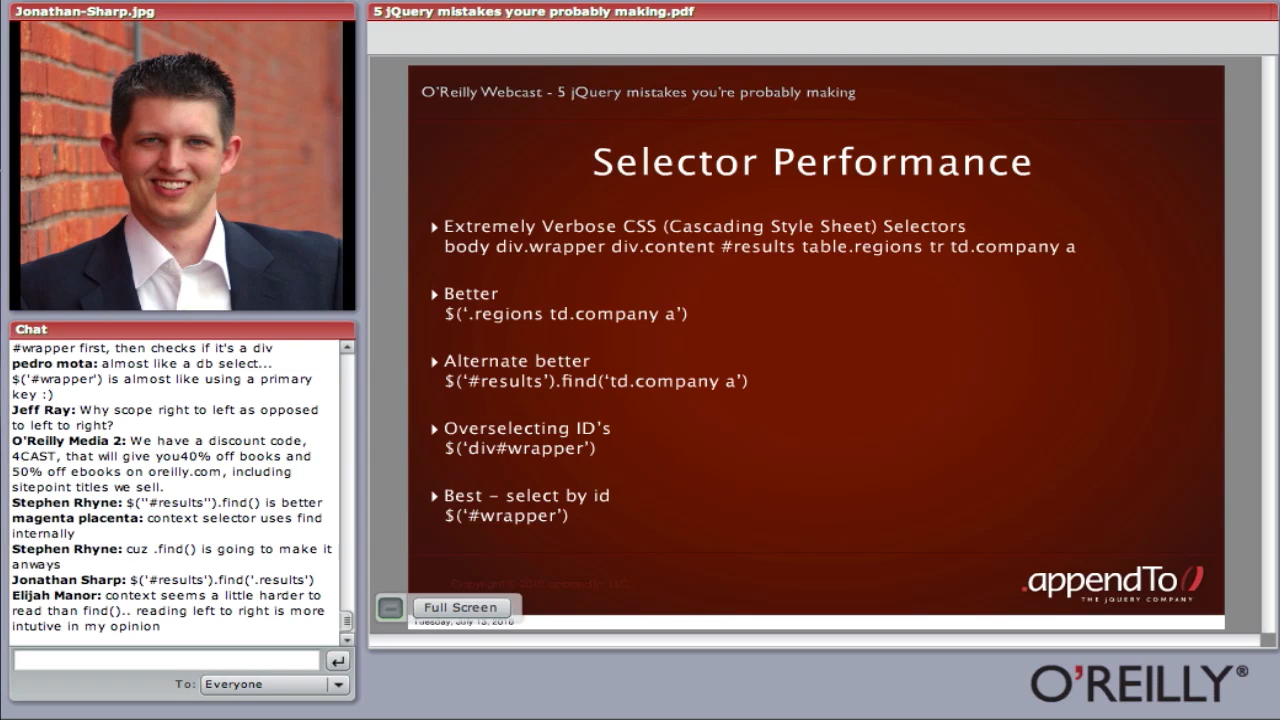 Jonathan-Sharp.jpg
Chat
#wrapper first, then checks if it's a div
pedro mota: almost like a db select...
$('#wrapper') is almost like using a primary
key :)
Jeff Ray: Why scope right to left as opposed
to left to right?
O'Reilly Media 2: We have a discount code,
4CAST, that will give you40% off books and
50% off ebooks on oreilly.com, including
sitepoint titles we sell.
Stephen Rhyne: $("#results").find() is better
magenta placenta: context selector uses find
internally
Stephen Rhyne: cuz .find() is going to make it
anways
Jonathan Sharp: $('#results').find('.results')
Elijah Manor: context seems a little harder to
read than find().. reading left to right is more
intutive in my opinion
To: Everyone
5 jQuery mistakes youre probably making.pdf
O'Reilly Webcast - 5 jQuery mistakes you're probably making
Selector Performance
Extremely Verbose CSS (Cascading Style Sheet) Selectors
body div.wrapper div.content #results table.regions tr td.company a
Better
$(‘.regions td.company a’)
Alternate better
$(‘#results’).find(‘td.company a’)
Overselecting ID’s
$(‘div#wrapper’)
Best – select by id
$(‘#wrapper’)
Copyright © 2010 appendTo, LLC.
.appendTo
THE jQUERY COMPANY
Full Screen
Tuesday, July 13, 2010
O'REILLY®